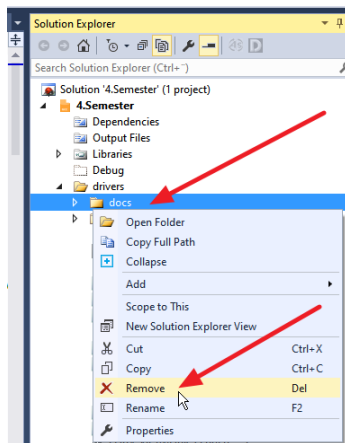 Solution Explorer
Search Solution Explorer (Ctrl+¨)
Solution '4.Semester' (1 project)
4.Semester
Dependencies
Output Files
Libraries
Debug
drivers
docs
Open Folder
Copy Full Path
Collapse
Add
Scope to This
New Solution Explorer View
Cut Ctrl+X
Copy Ctrl+C
Remove Del
Rename F2
Properties